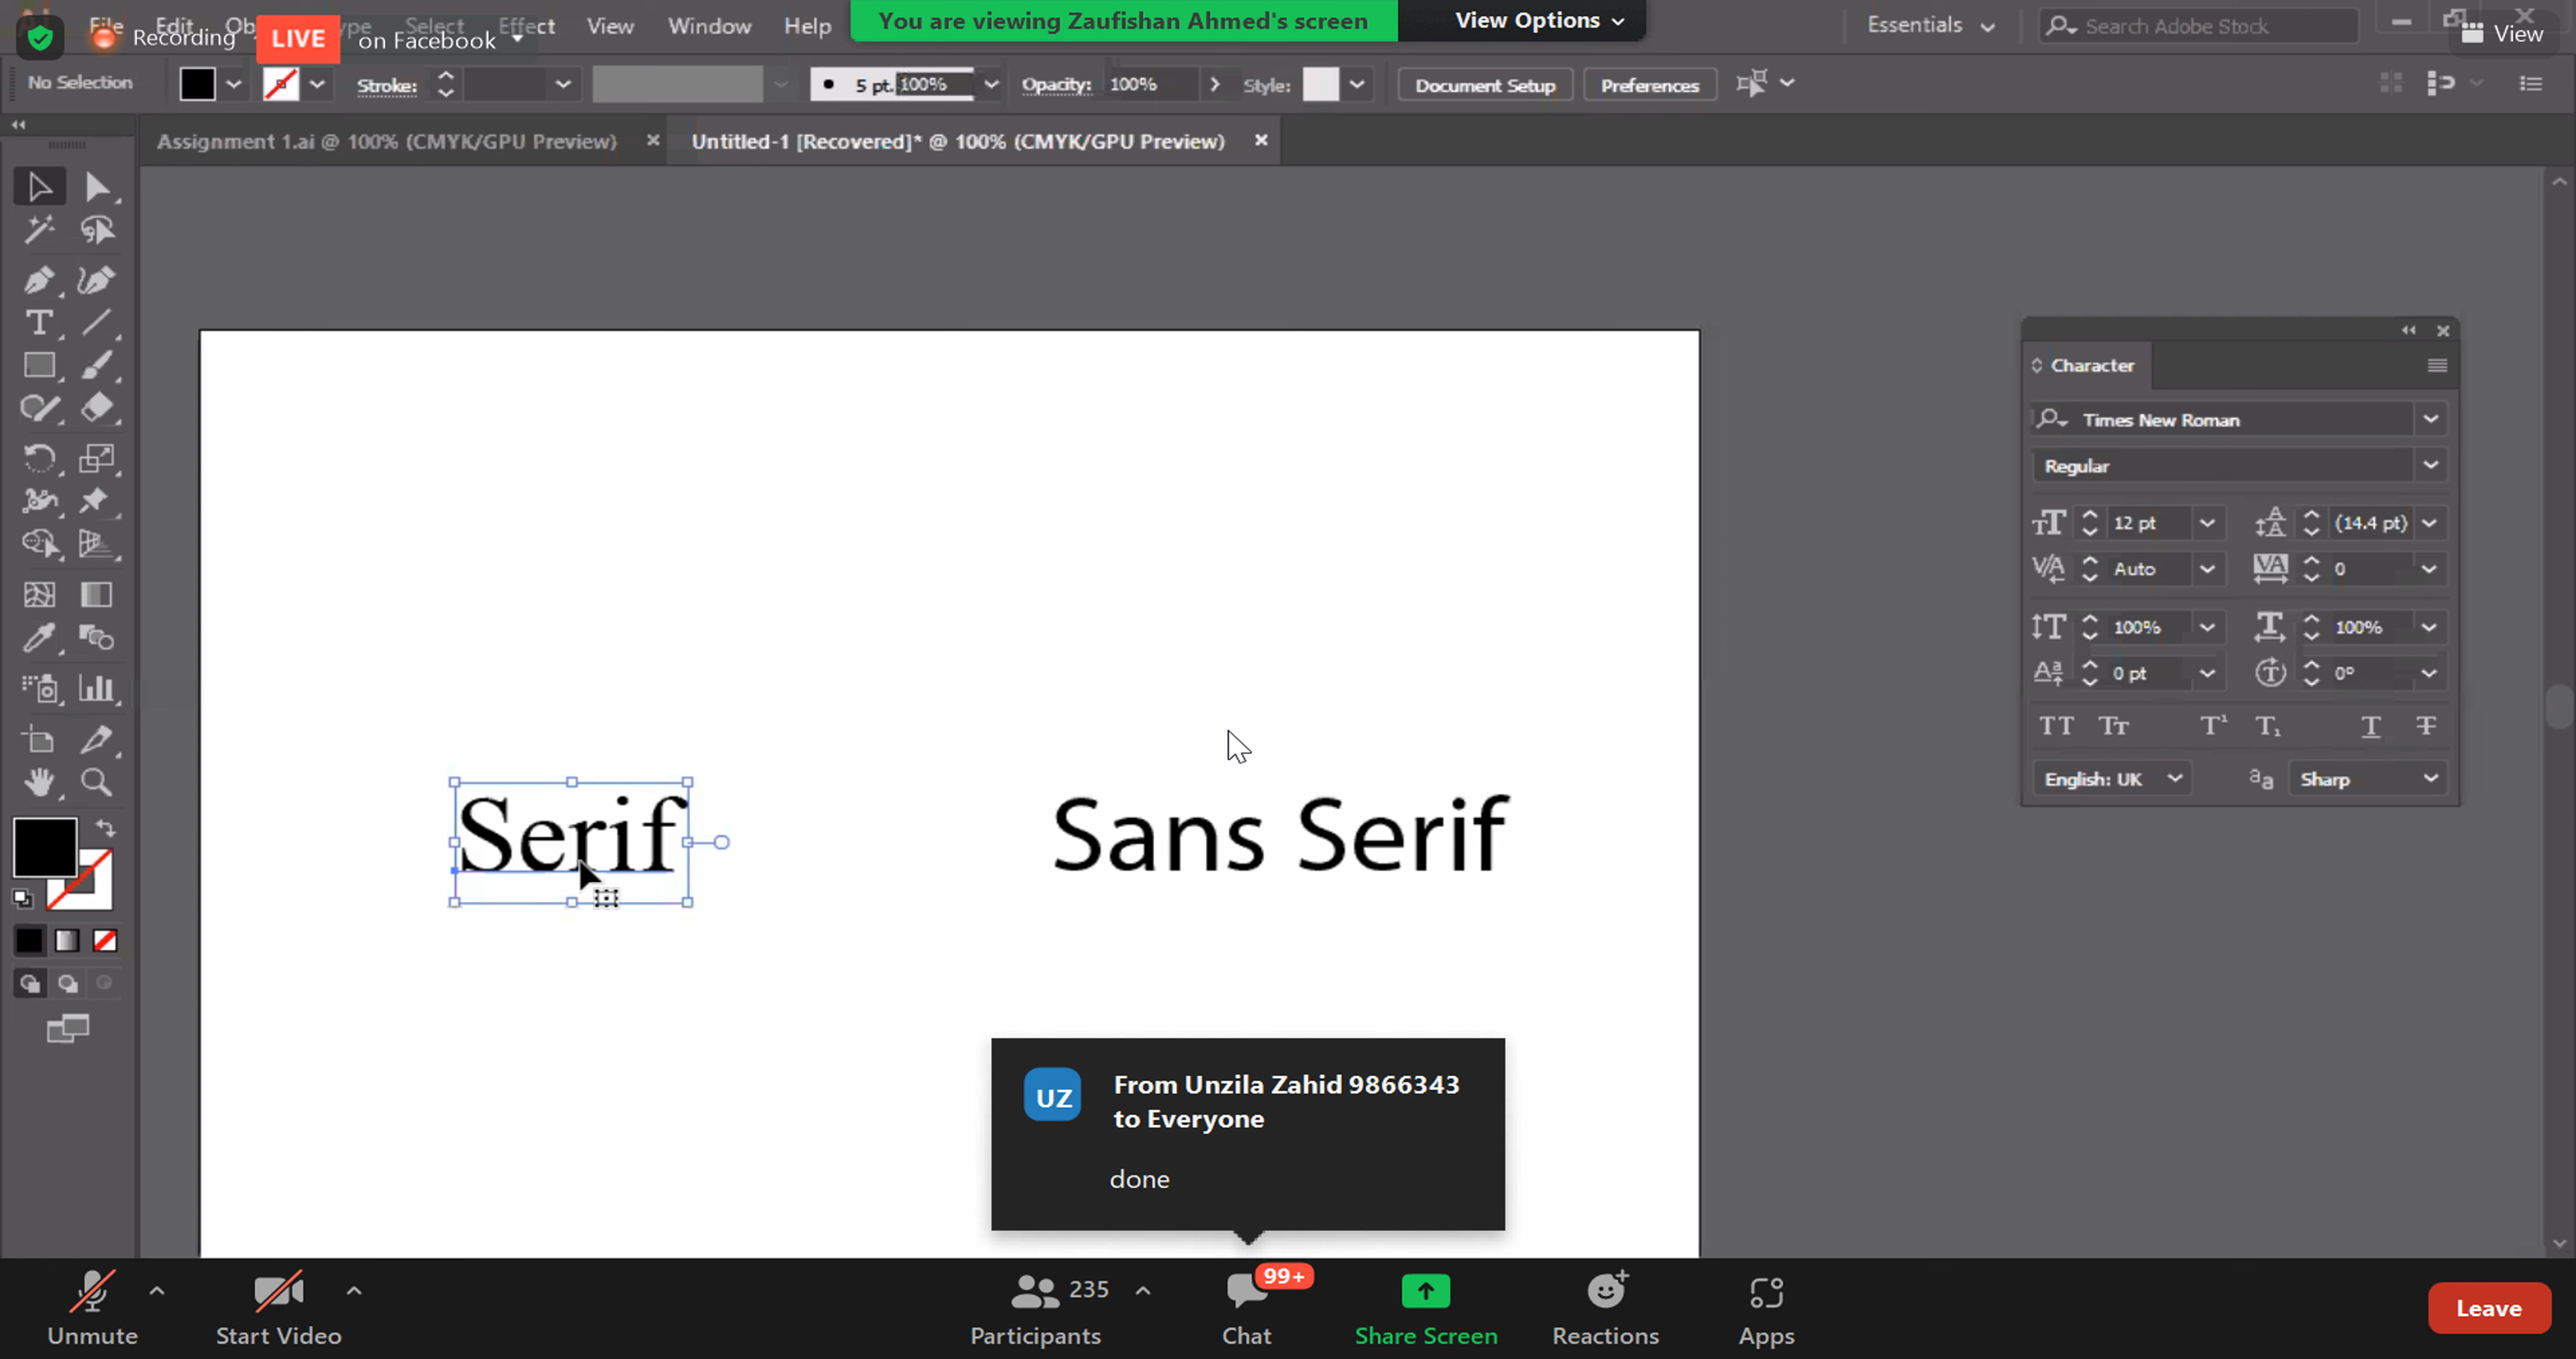 File Edit Select Effect View Window Help
Recording LIVE on Facebook
You are viewing Zaufishan Ahmed's screen View Options
Essentials Search Adobe Stock View
No Selection Stroke: 5 pt. 100% Opacity: 100% Style: Document Setup Preferences
Assignment 1.ai @ 100% (CMYK/GPU Preview) Untitled-1 [Recovered]* @ 100% (CMYK/GPU Preview)
Character
Times New Roman
Regular
12 pt (14.4 pt)
Auto 0
100% 100%
0 pt 0°
English: UK Sharp
Serif Sans Serif
UZ From Unzila Zahid 9866343
to Everyone
done
235 99+
Unmute Start Video Participants Chat Share Screen Reactions Apps Leave